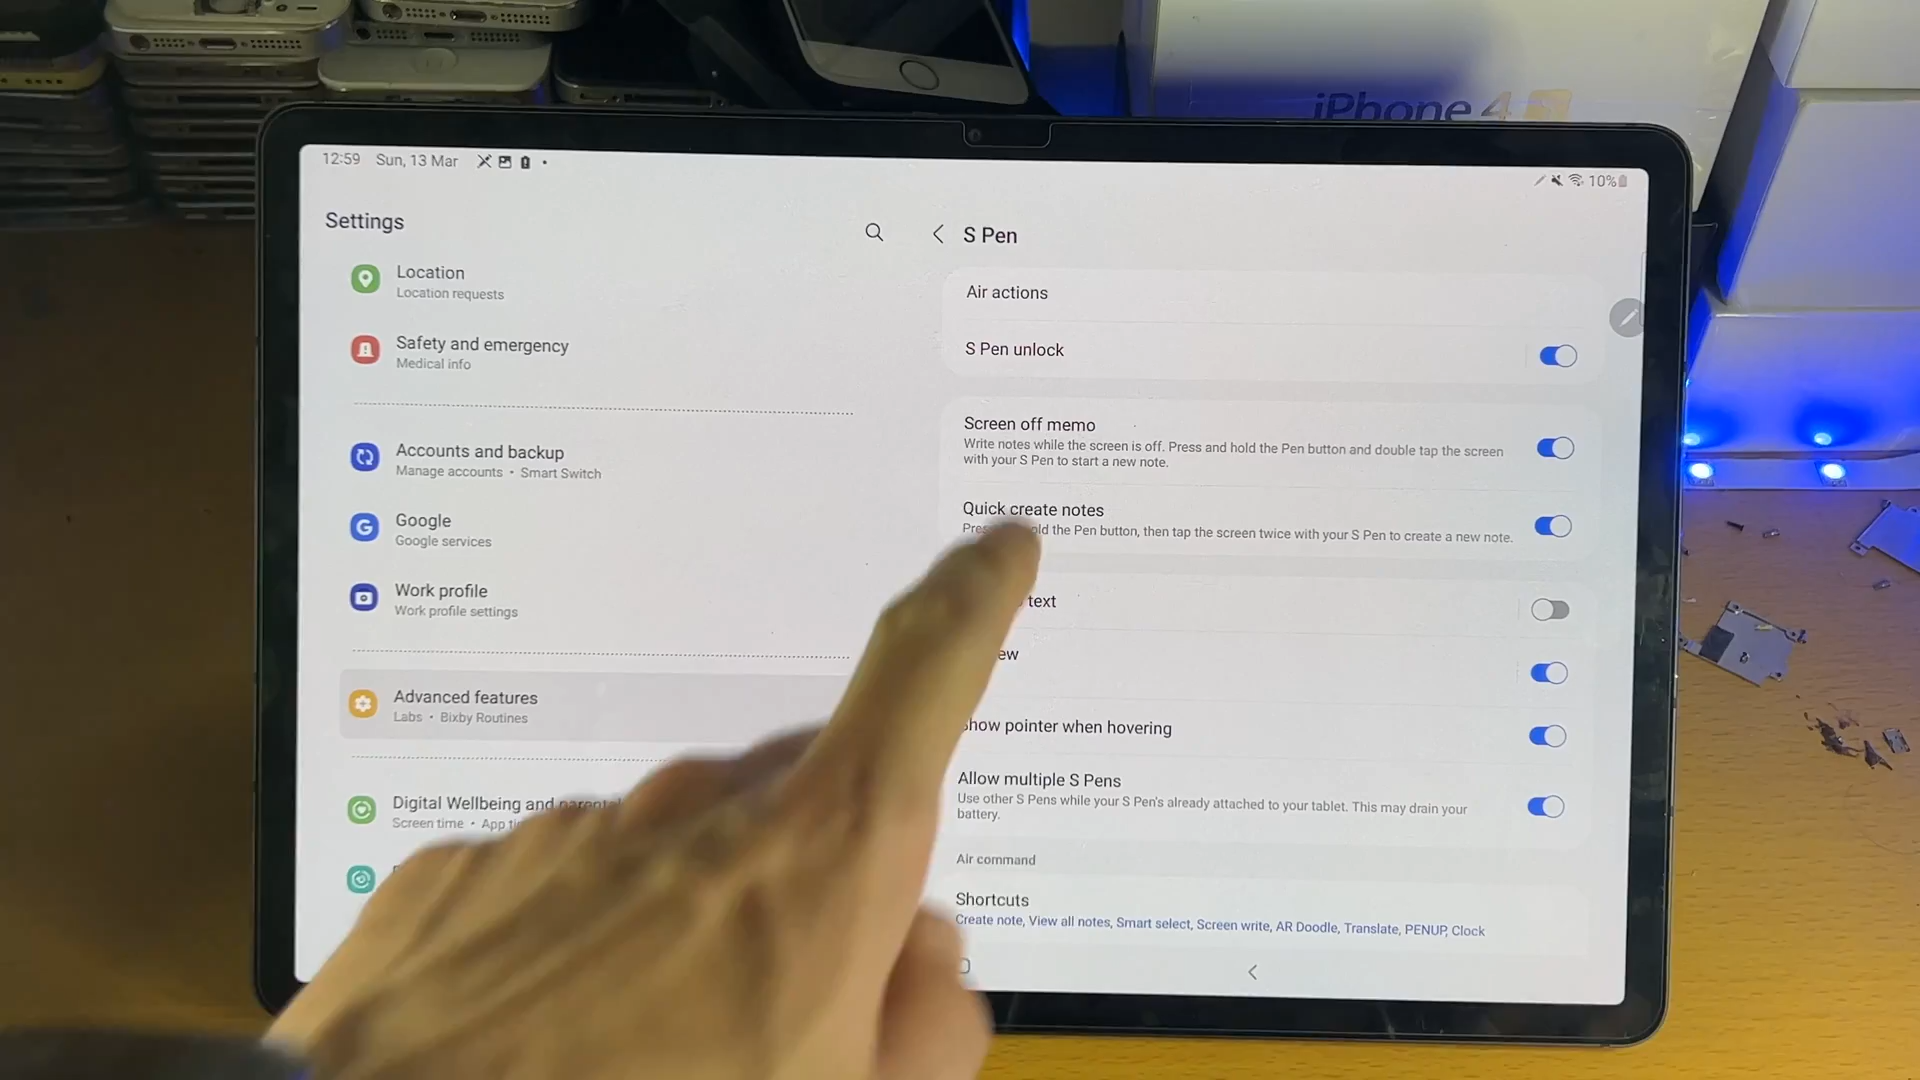 iPhone 4
12:59 Sun, 13 Mar
10%
Settings
Location
Location requests
Safety and emergency
Medical info
Accounts and backup
Manage accounts • Smart Switch
Google
Google services
Work profile
Work profile settings
Advanced features
Labs • Bixby Routines
Digital Wellbeing and parental
Screen time • App
S Pen
Air actions
S Pen unlock
Screen off memo
Write notes while the screen is off. Press and hold the Pen button and double tap the screen
with your S Pen to start a new note.
Quick create notes
hold the Pen button, then tap the screen twice with your S Pen to create a new note.
text
Show pointer when hovering
Allow multiple S Pens
Use other S Pens while your S Pen's already attached to your tablet. This may drain your
battery.
Air command
Shortcuts
Create note, View all notes, Smart select, Screen write, AR Doodle, Translate, PENUP, Clock